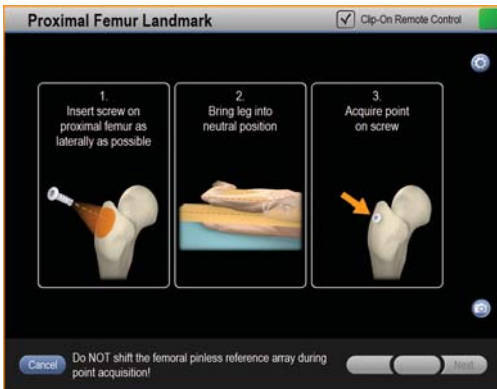 Proximal Femur Landmark
Clip-On Remote Control
1.
Insert screw on
proximal femur as
laterally as possible
2.
Bring leg into
neutral position
3.
Acquire point
on screw
Cancel
Do NOT shift the femoral pinless reference array during
point acquisition!
Next